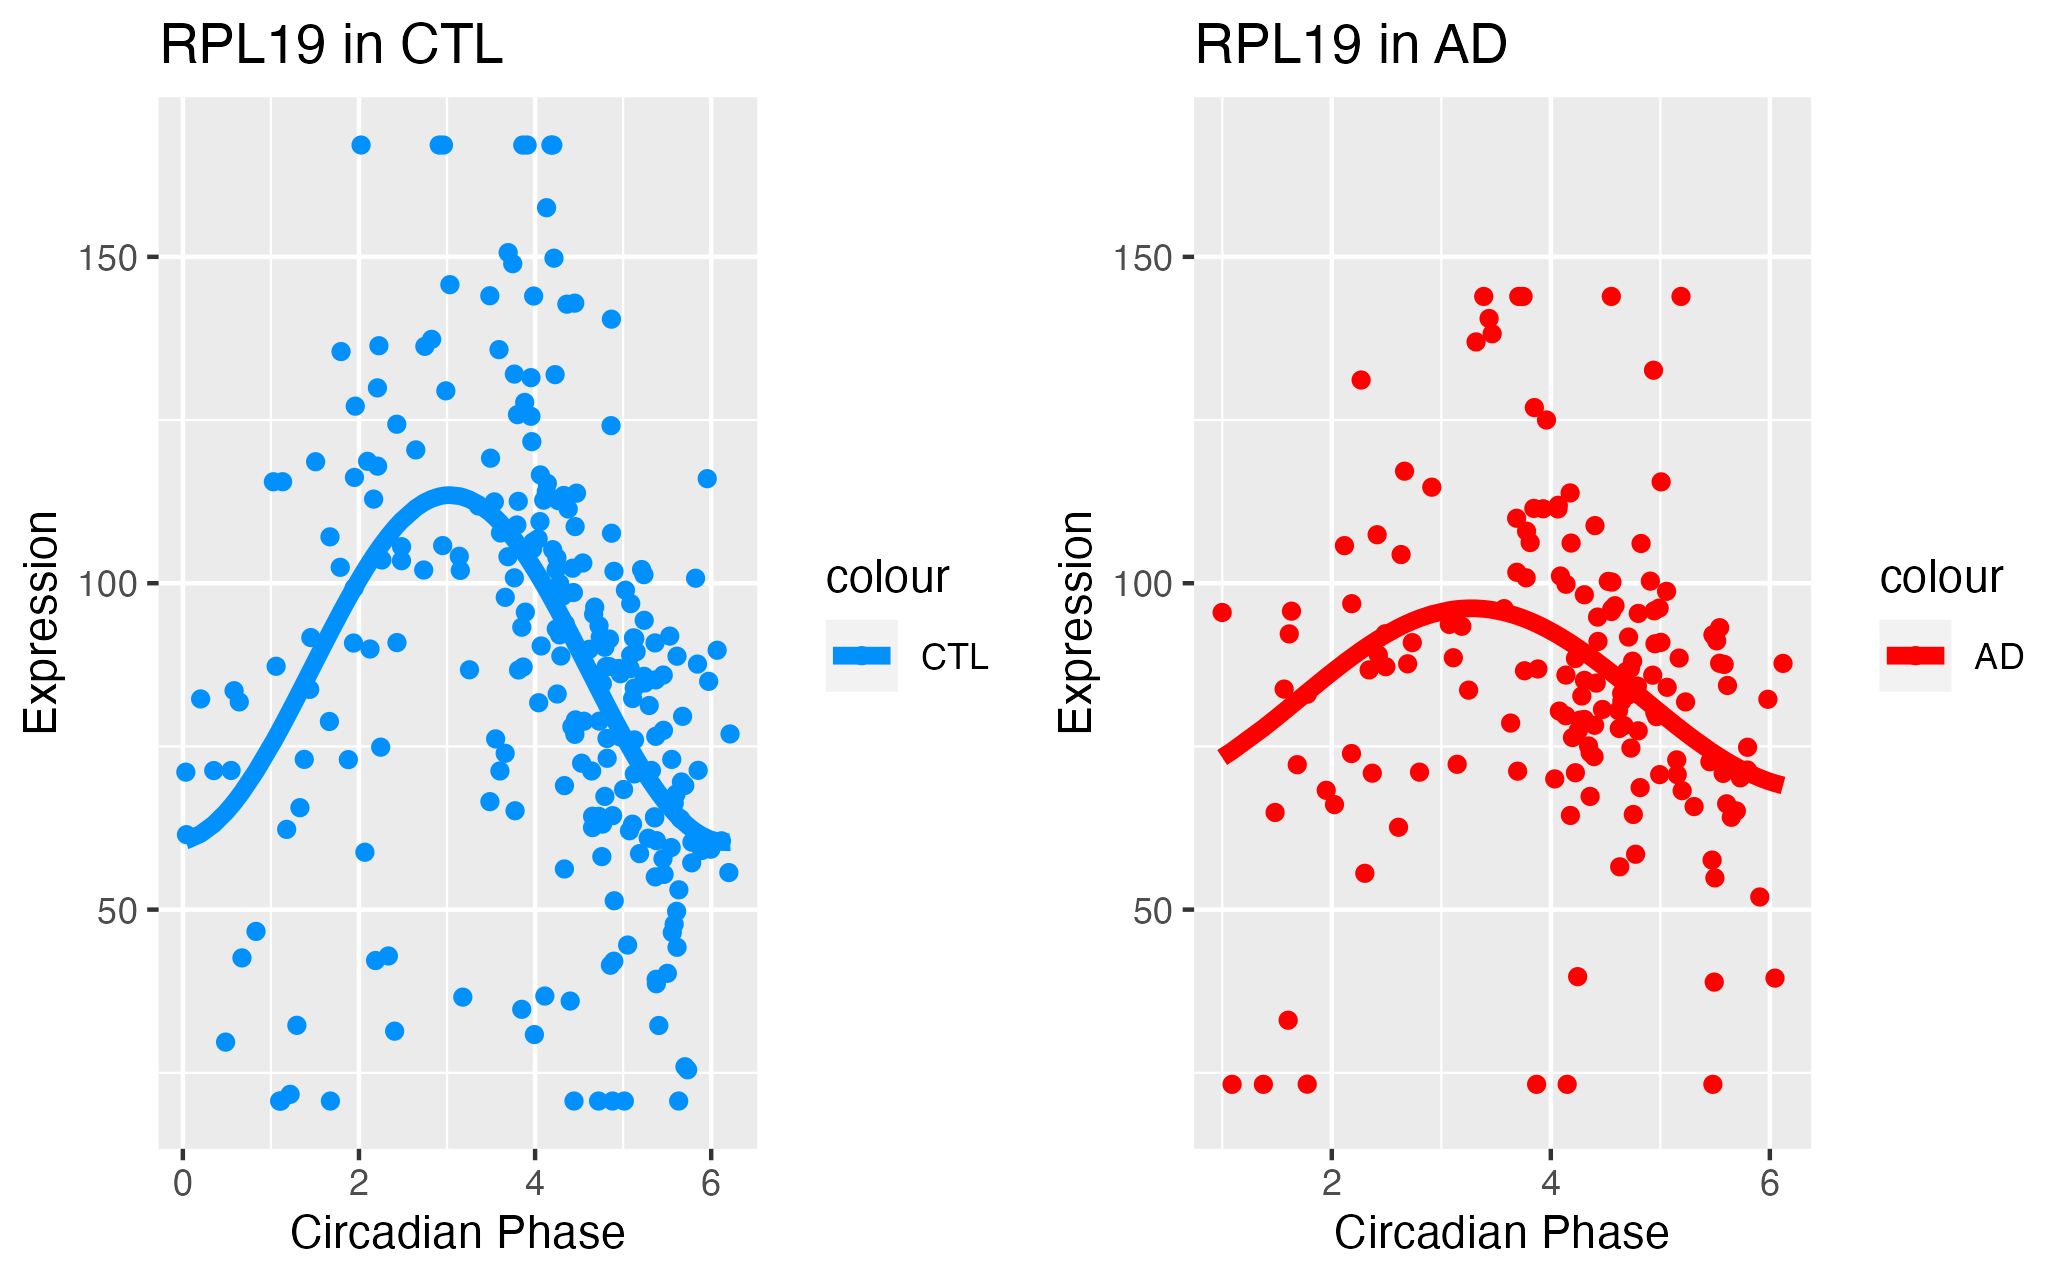 RPL19 in CTL
Expression
150
100
50
0 2 4 6
Circadian Phase
colour
CTL
RPL19 in AD
Expression
150
100
50
2 4 6
Circadian Phase
colour
AD